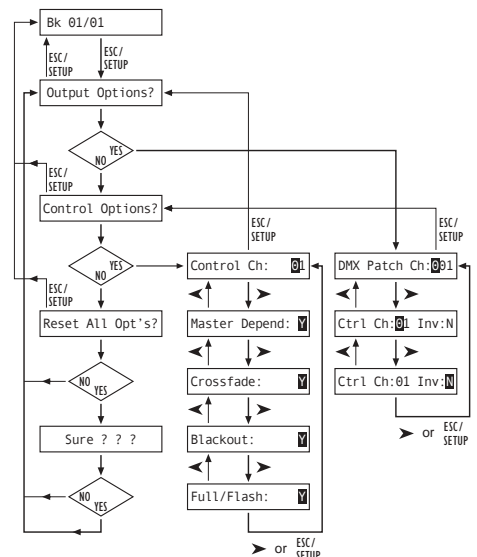 Bk 01/01
ESC/
SETUP
ESC/
SETUP
Output Options?
YES
NO
ESC/
SETUP
Control Options?
ESC/
SETUP
ESC/
SETUP
YES
NO
Control Ch: 01
DMX Patch Ch:001
ESC/
SETUP
Reset All Opt's?
Master Depend: Y
Ctrl Ch:01 Inv:N
NO
YES
Crossfade: Y
Ctrl Ch:01 Inv:N
Sure ? ? ?
Blackout: Y
or ESC/
SETUP
NO
YES
Full/Flash: Y
or ESC/
SETUP